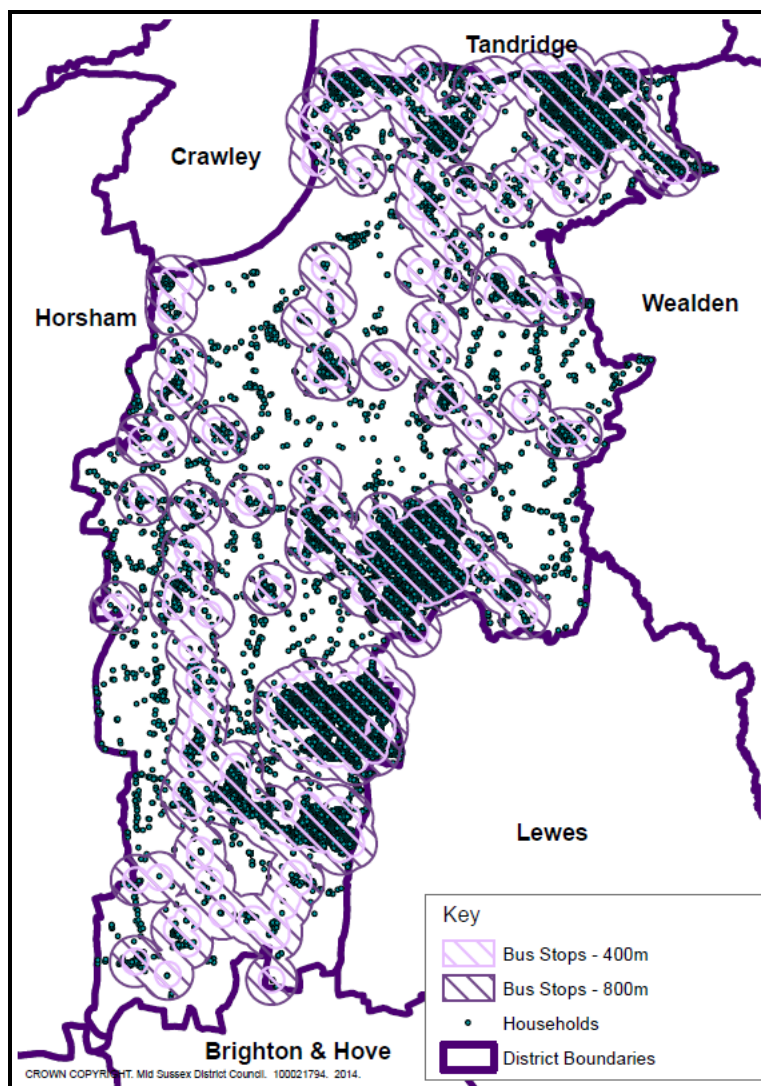 Tandridge
Crawley
Horsham
Wealden
Lewes
Key
Bus Stops - 400m
Bus Stops - 800m
Households
District Boundaries
Brighton & Hove
CROWN COPYRIGHT. Mid Sussex District Council. 100021794. 2014.